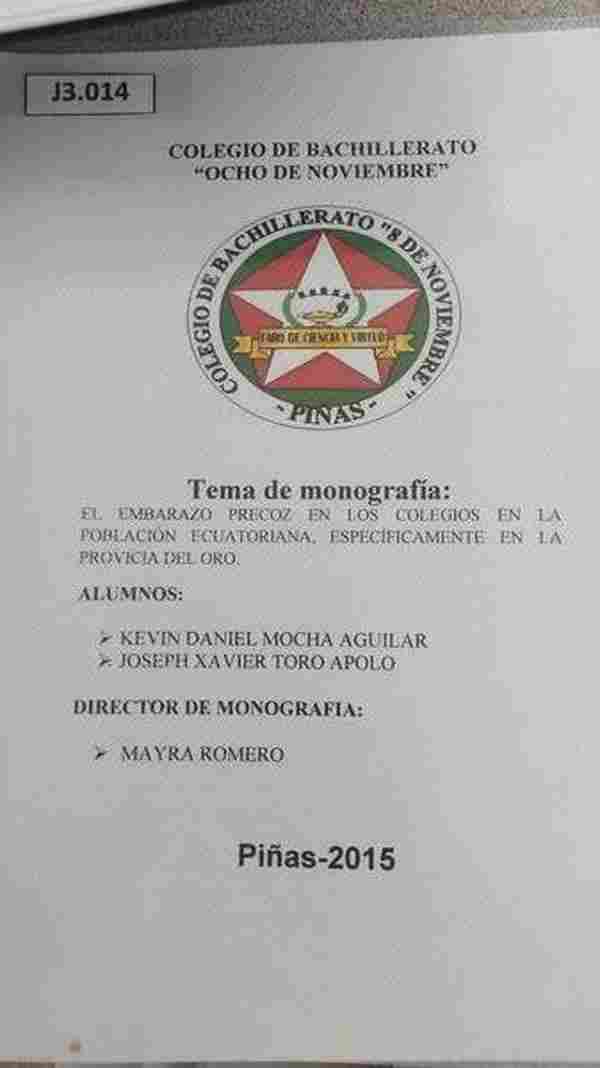 J3.014
COLEGIO DE BACHILLERATO
“OCHO DE NOVIEMBRE”
COLEGIO DE BACHILLERATO "8 DE NOVIEMBRE "
FARO DE CIENCIA Y VIRTUD
- PIÑAS -
Tema de monografía:
EL EMBARAZO PRECOZ EN LOS COLEGIOS EN LA
POBLACIÓN ECUATORIANA, ESPECÍFICAMENTE EN LA
PROVICIA DEL ORO.
ALUMNOS:
➢ KEVIN DANIEL MOCHA AGUILAR
➢ JOSEPH XAVIER TORO APOLO
DIRECTOR DE MONOGRAFIA:
➢ MAYRA ROMERO
Piñas-2015